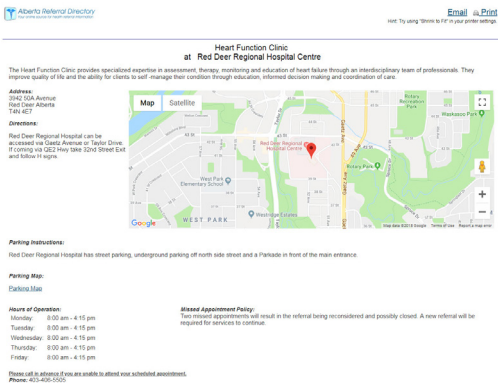 Alberta Referral Directory
Your online source for health referral information
Email Print
Hint: Try using "Shrink to Fit" in your printer settings.
Heart Function Clinic
at Red Deer Regional Hospital Centre
The Heart Function Clinic provides specialized expertise in assessment, therapy, monitoring and education of heart failure through an interdisciplinary team of professionals. They
improve quality of life and the ability for clients to self -manage their condition through education, informed decision making and coordination of care.
Address:
3942 50A Avenue
Red Deer Alberta
T4N 4E7
Directions:
Red Deer Regional Hospital can be
accessed via Gaetz Avenue or Taylor Drive.
If coming via QE2 Hwy take 32nd Street Exit
and follow H signs.
Map Satellite
Rotary
Recreation
Park
Waskasoo Park
Red Deer Regional
Hospital Centre
Rotary Park
West Park
Elementary School
Westridge Estates
WEST PARK
Gaetz Ave
Google
Map data ©2018 Google Terms of Use Report a map error
Parking Instructions:
Red Deer Regional Hospital has street parking, underground parking off north side street and a Parkade in front of the main entrance.
Parking Map:
Parking Map
Hours of Operation:
Monday: 8:00 am - 4:15 pm
Tuesday: 8:00 am - 4:15 pm
Wednesday: 8:00 am - 4:15 pm
Thursday: 8:00 am - 4:15 pm
Friday: 8:00 am - 4:15 pm
Missed Appointment Policy:
Two missed appointments will result in the referral being reconsidered and possibly closed. A new referral will be
required for services to continue.
Please call in advance if you are unable to attend your scheduled appointment.
Phone: 403-406-5505